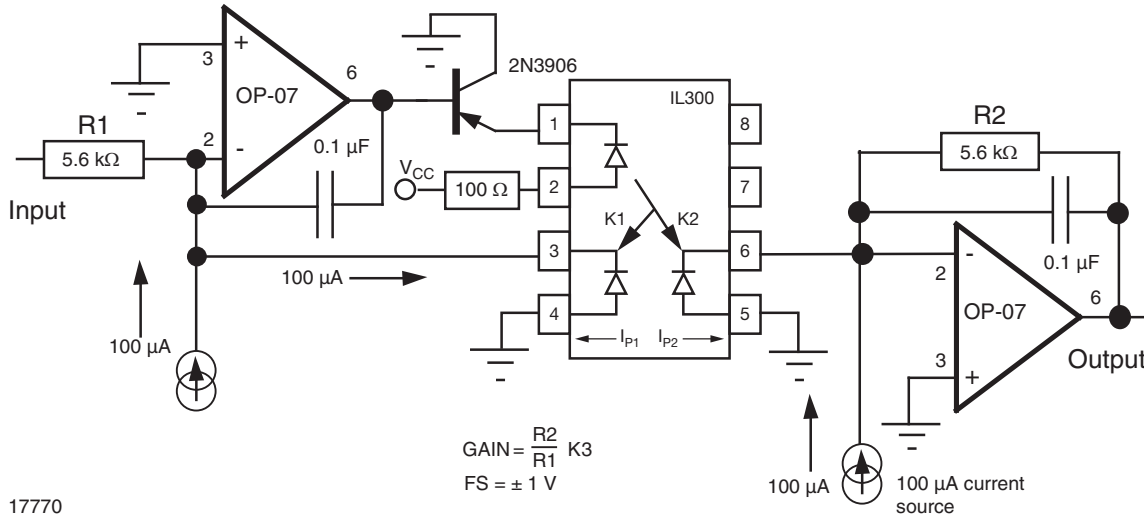 2N3906
IL300
+
3
6
OP-07
2
-
R1
5.6 kΩ
0.1 µF
V_CC
100 Ω
Input
1
2
3
4
8
7
6
5
K1
K2
I_P1
I_P2
100 µA
100 µA
R2
5.6 kΩ
0.1 µF
-
2
6
OP-07
3
+
Output
100 µA
100 µA current
source
GAIN = R2/R1 K3
FS = ± 1 V
17770